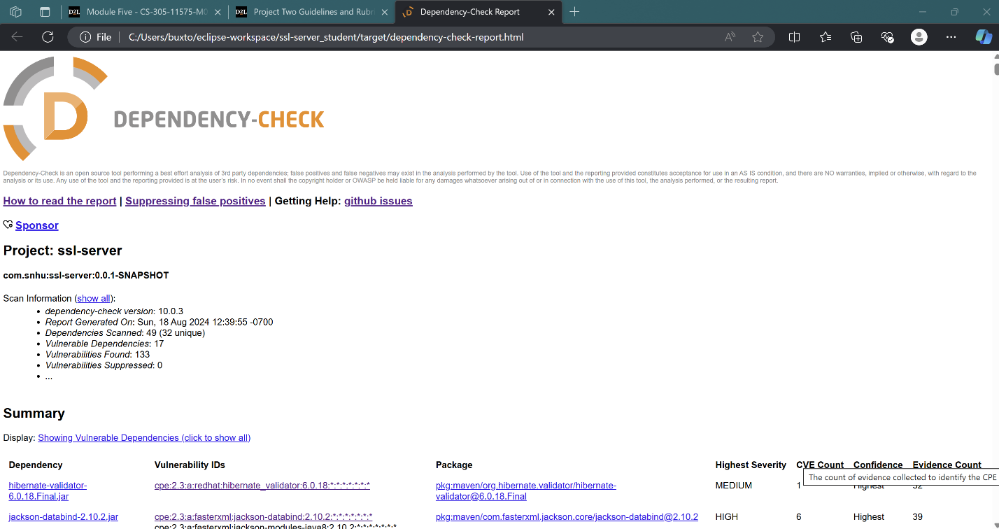 D2L Module Five - CS-305-11575-M0 D2L Project Two Guidelines and Rubri Dependency-Check Report
File C:/Users/buxto/eclipse-workspace/ssl-server_student/target/dependency-check-report.html
D DEPENDENCY-CHECK
Dependency-Check is an open source tool performing a best effort analysis of 3rd party dependencies; false positives and false negatives may exist in the analysis performed by the tool. Use of the tool and the reporting provided constitutes acceptance for use in an AS IS condition, and there are NO warranties, implied or otherwise, with regard to the
analysis or its use. Any use of the tool and the reporting provided is at the user's risk. In no event shall the copyright holder or OWASP be held liable for any damages whatsoever arising out of or in connection with the use of this tool, the analysis performed, or the resulting report.
How to read the report | Suppressing false positives | Getting Help: github issues
Sponsor
Project: ssl-server
com.snhu:ssl-server:0.0.1-SNAPSHOT
Scan Information (show all):
• dependency-check version: 10.0.3
• Report Generated On: Sun, 18 Aug 2024 12:39:55 -0700
• Dependencies Scanned: 49 (32 unique)
• Vulnerable Dependencies: 17
• Vulnerabilities Found: 133
• Vulnerabilities Suppressed: 0
• ...
Summary
Display: Showing Vulnerable Dependencies (click to show all)
Dependency Vulnerability IDs Package Highest Severity CVE Count Confidence Evidence Count
The count of evidence collected to identify the CPE
hibernate-validator- cpe:2.3:a:redhat:hibernate_validator:6.0.18:*:*:*:*:*:*:* pkg:maven/org.hibernate.validator/hibernate- MEDIUM 1 Highest 32
6.0.18.Final.jar validator@6.0.18.Final
jackson-databind-2.10.2.jar cpe:2.3:a:fasterxml:jackson-databind:2.10.2:*:*:*:*:*:*:* pkg:maven/com.fasterxml.jackson.core/jackson-databind@2.10.2 HIGH 6 Highest 39
cpe:2.3:a:fasterxml:jackson-modules-java8:2.10.2:*:*:*:*:*:*:*